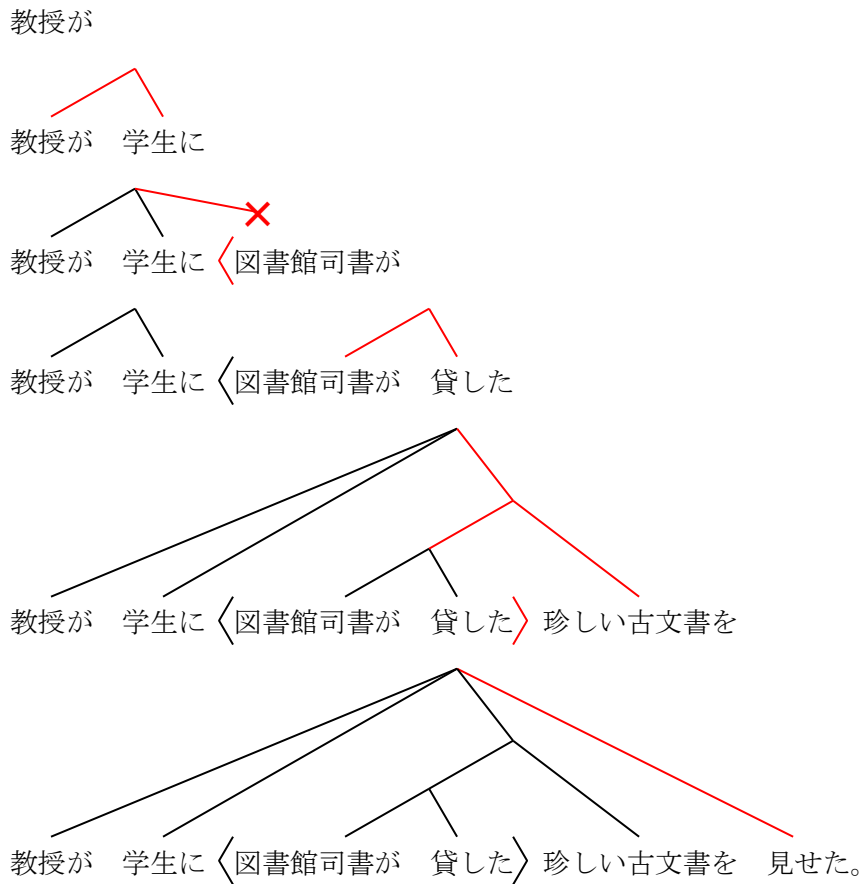 教授が
教授が　学生に
教授が　学生に〈図書館司書が
教授が　学生に〈図書館司書が　貸した
教授が　学生に〈図書館司書が　貸した〉珍しい古文書を
教授が　学生に〈図書館司書が　貸した〉珍しい古文書を　見せた。